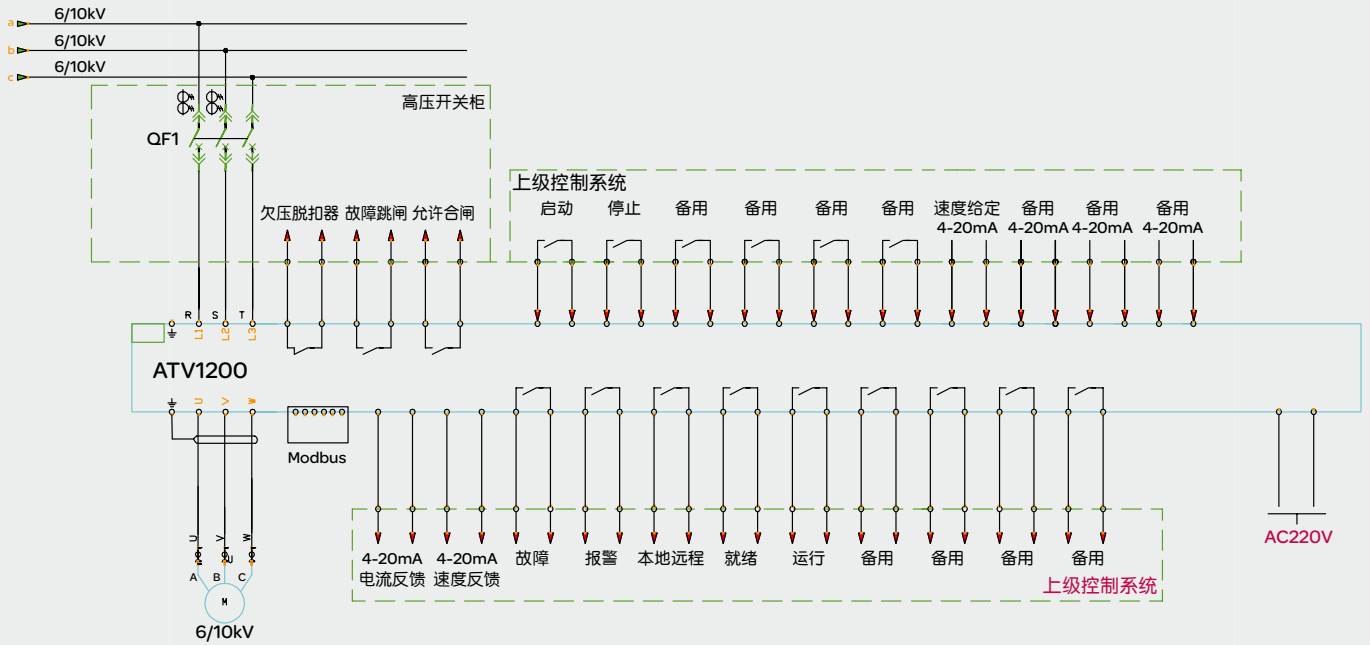 a 6/10kV
b 6/10kV
c 6/10kV
高压开关柜
QF1
欠压脱扣器 故障跳闸 允许合闸
上级控制系统
启动 停止 备用 备用 备用 备用 速度给定 备用 备用 备用
4-20mA 4-20mA 4-20mA 4-20mA
R S T
L1 L2 L3
ATV1200
U V W
Modbus
U V W
A B C
M
6/10kV
4-20mA 4-20mA 故障 报警 本地远程 就绪 运行 备用 备用 备用 备用
电流反馈 速度反馈
上级控制系统
AC220V